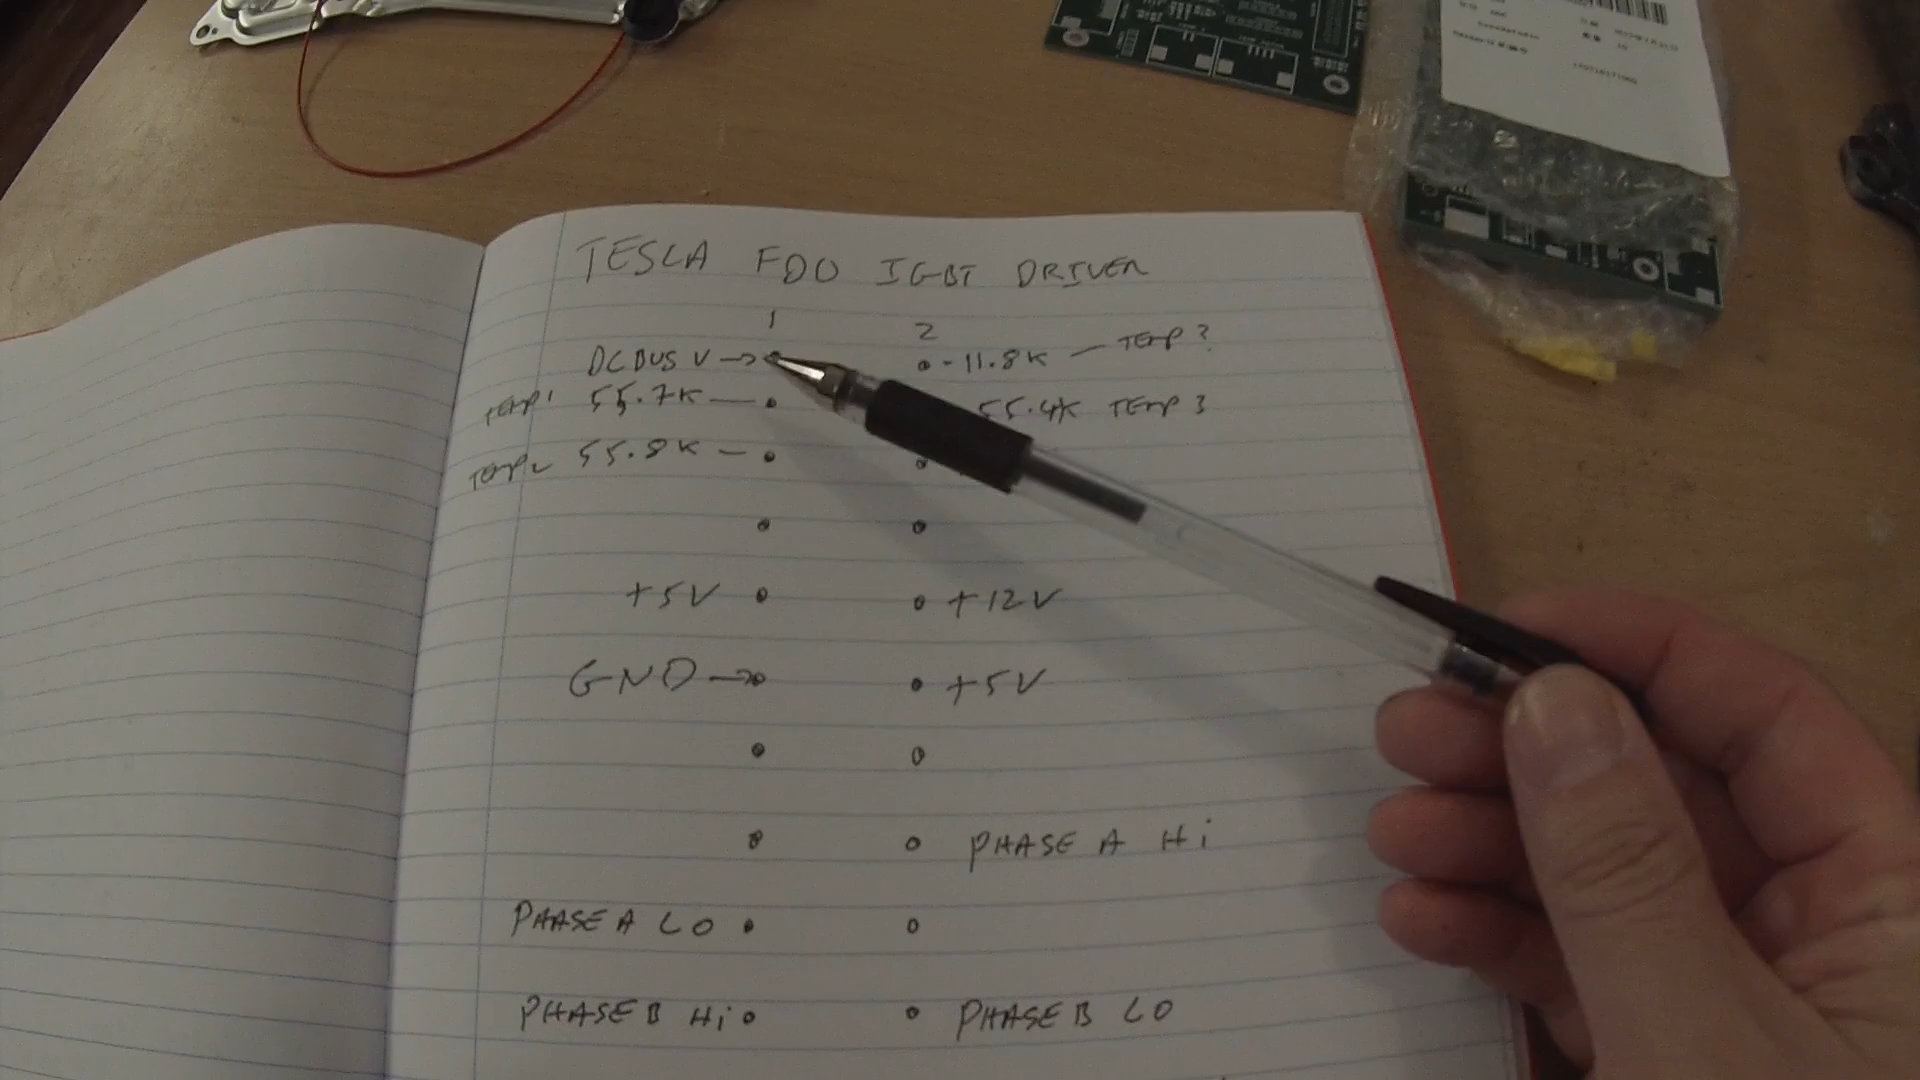 TESLA FDO IGBT DRIVER
1 2
DCBUS V → - 11.8K — TEMP ?
TEMP1 55.7K — 55.4K TEMP 3
TEMP2 55.8K -
+5V +12V
GND → +5V
PHASE A Hi
PHASE A LO
PHASE B Hi PHASE B LO